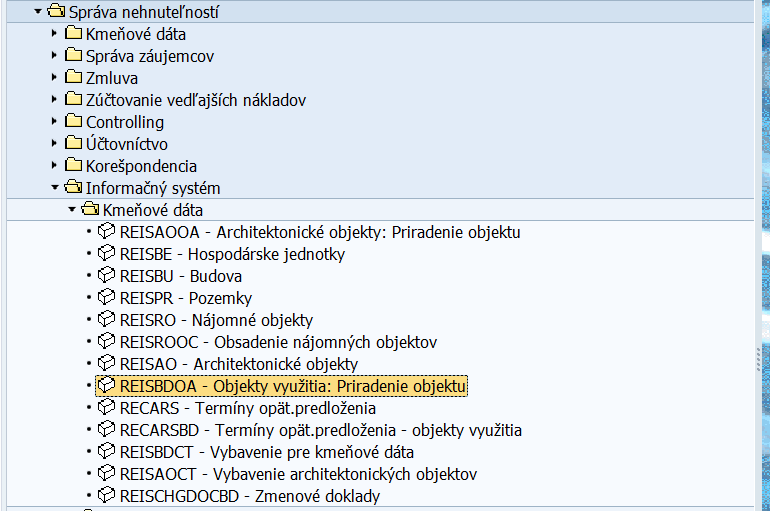 Správa nehnuteľností
Kmeňové dáta
Správa záujemcov
Zmluva
Zúčtovanie vedľajších nákladov
Controlling
Účtovníctvo
Korešpondencia
Informačný systém
Kmeňové dáta
REISAOOA - Architektonické objekty: Priradenie objektu
REISBE - Hospodárske jednotky
REISBU - Budova
REISPR - Pozemky
REISRO - Nájomné objekty
REISROOC - Obsadenie nájomných objektov
REISAO - Architektonické objekty
REISBDOA - Objekty využitia: Priradenie objektu
RECARS - Termíny opät.predloženia
RECARSBD - Termíny opät.predloženia - objekty využitia
REISBDCT - Vybavenie pre kmeňové dáta
REISAOCT - Vybavenie architektonických objektov
REISCHGDOCBD - Zmenové doklady